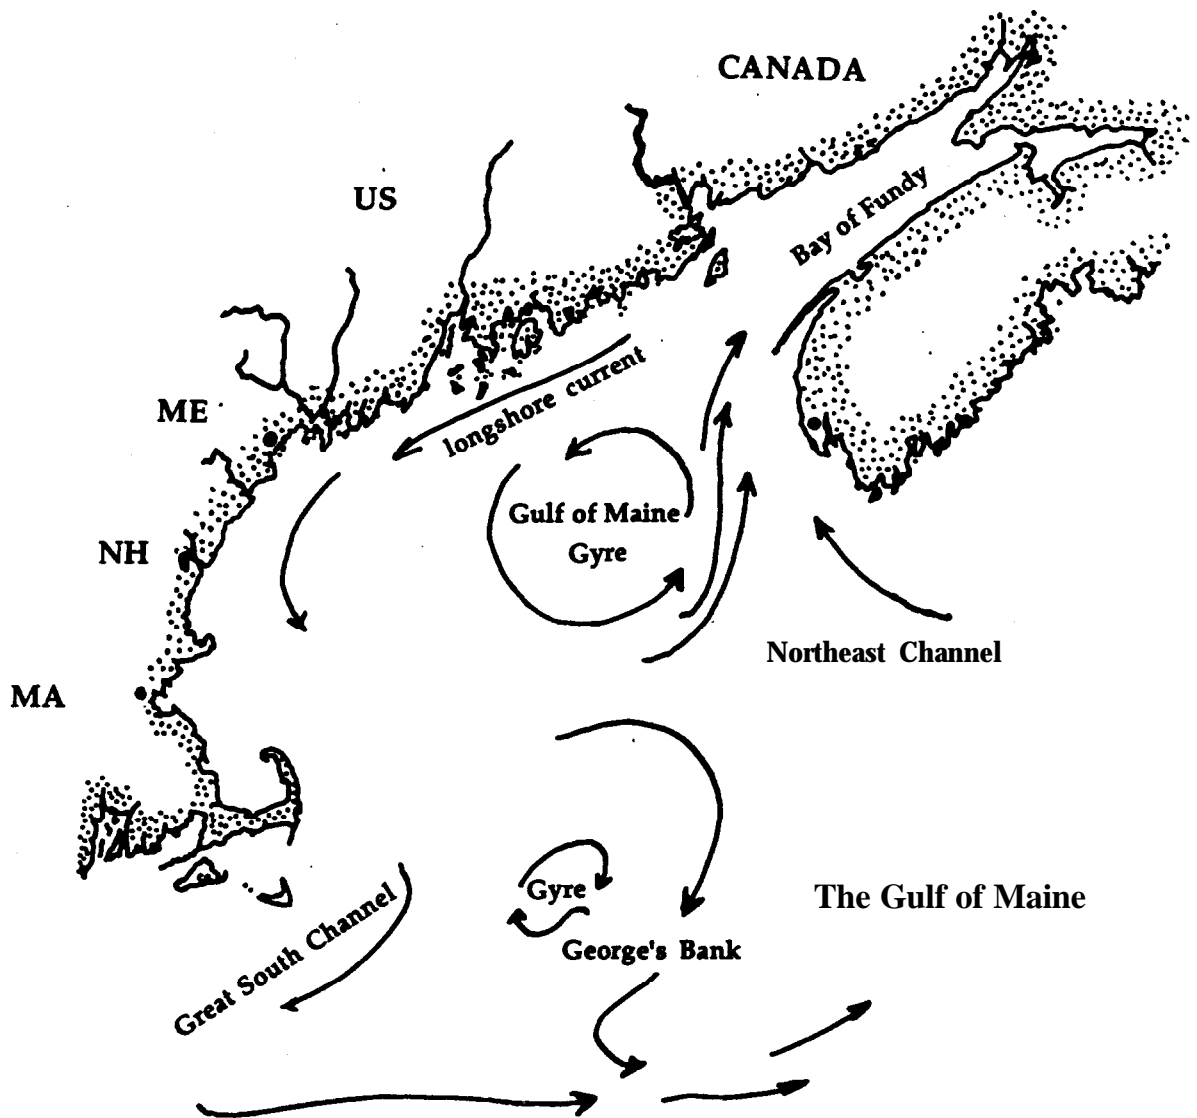 CANADA
US
Bay of Fundy
longshore current
ME
Gulf of Maine
Gyre
NH
Northeast Channel
MA
Gyre
The Gulf of Maine
George's Bank
Great South Channel